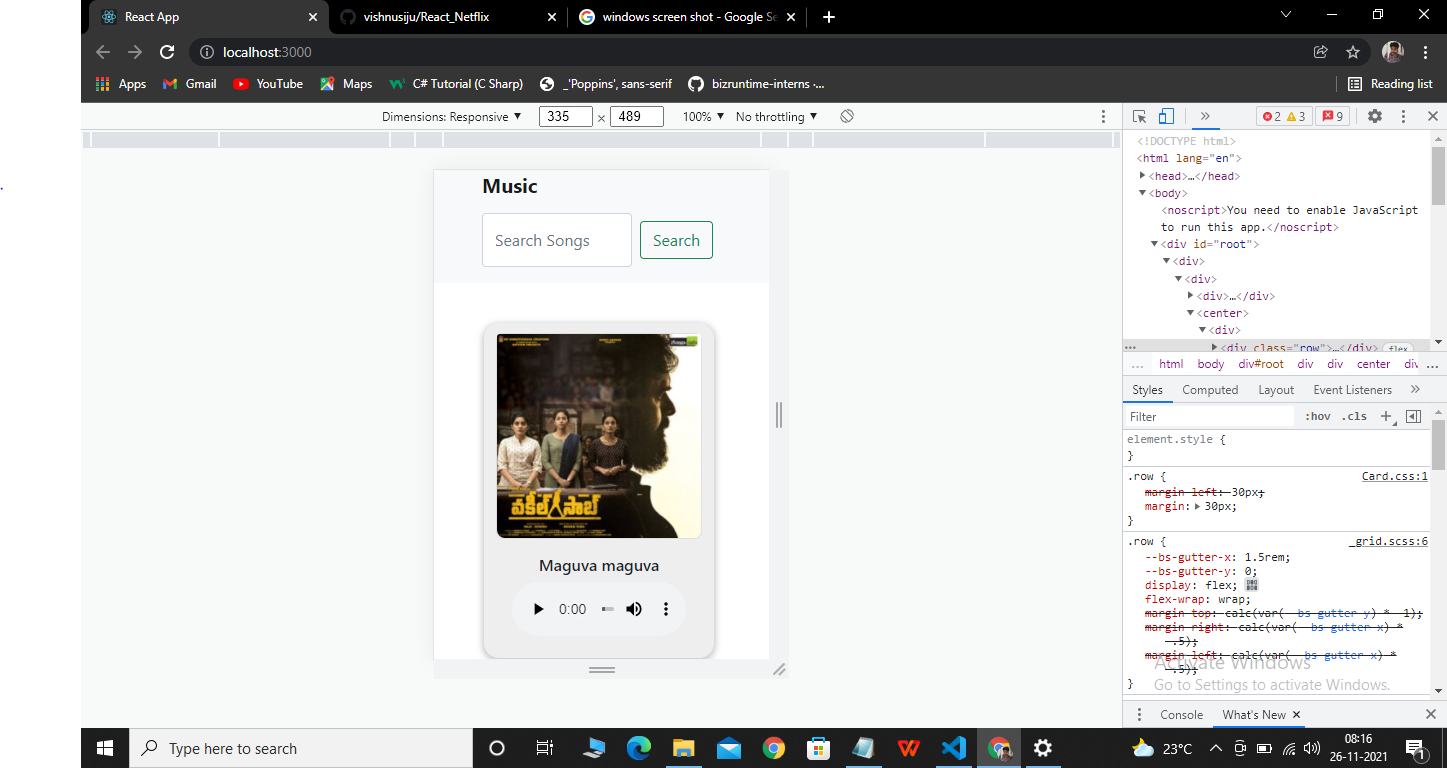 React App
vishnusiju/React_Netflix
windows screen shot - Google Se
localhost:3000
Apps
Gmail
YouTube
Maps
C# Tutorial (C Sharp)
_'Poppins', sans-serif
bizruntime-interns -...
Reading list
Dimensions: Responsive ▼ 335 × 489 100% ▼ No throttling ▼
» 2 3 9
Music
Search Songs
Search
వకీల్ సాబ్
Maguva maguva
0:00
<!DOCTYPE html>
<html lang="en">
<head>…</head>
<body>
<noscript>You need to enable JavaScript
to run this app.</noscript>
<div id="root">
<div>
<div>
<div>…</div>
<center>
<div>
<div class="row">…</div> flex
... html body div#root div div center div ...
Styles Computed Layout Event Listeners »
Filter :hov .cls +
element.style {
}
.row { Card.css:1
margin-left: 30px;
margin: 30px;
}
.row { _grid.scss:6
--bs-gutter-x: 1.5rem;
--bs-gutter-y: 0;
display: flex;
flex-wrap: wrap;
margin-top: calc(var(--bs-gutter-y) * -1);
margin-right: calc(var(--bs-gutter-x) *
-.5);
margin-left: calc(var(--bs-gutter-x) *
-.5);
}
Activate Windows
Go to Settings to activate Windows.
Console What's New ×
Type here to search
23°C
08:16
26-11-2021
1